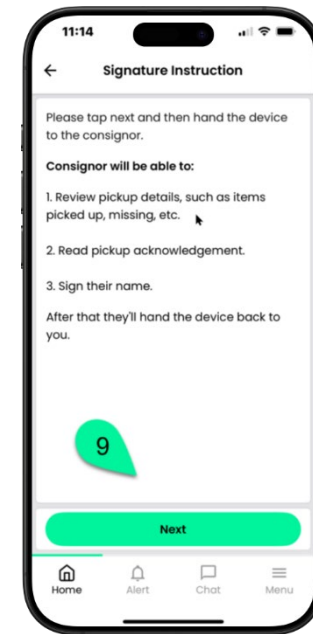 11:14
Signature Instruction
Please tap next and then hand the device
to the consignor.
Consignor will be able to:
1. Review pickup details, such as items
picked up, missing, etc.
2. Read pickup acknowledgement.
3. Sign their name.
After that they'll hand the device back to
you.
9
Next
Home Alert Chat Menu